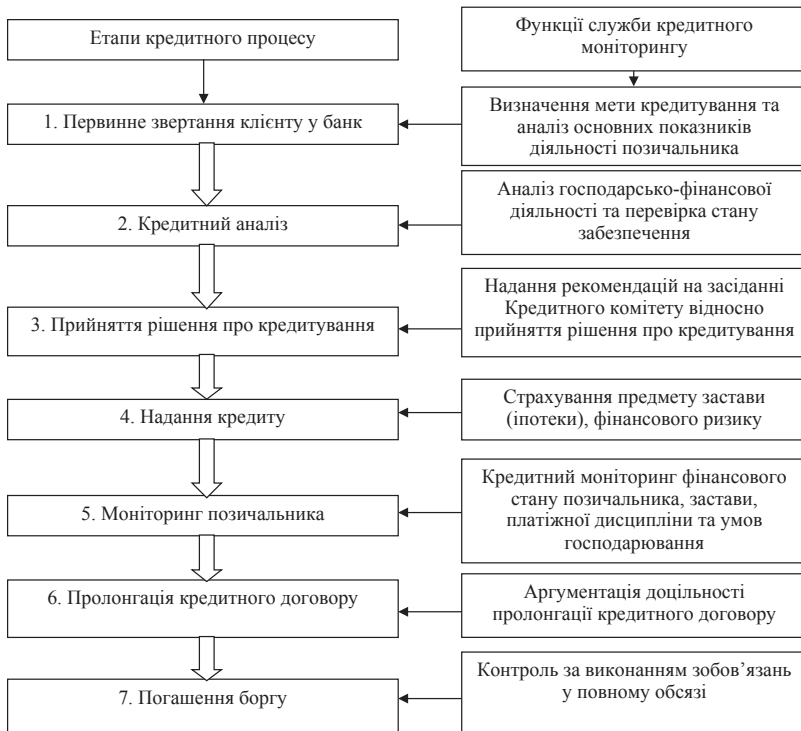 Етапи кредитного процесу
Функції служби кредитного
моніторингу
1. Первинне звертання клієнту у банк
Визначення мети кредитування та
аналіз основних показників
діяльності позичальника
2. Кредитний аналіз
Аналіз господарсько-фінансової
діяльності та перевірка стану
забезпечення
3. Прийняття рішення про кредитування
Надання рекомендацій на засіданні
Кредитного комітету відносно
прийняття рішення про кредитування
4. Надання кредиту
Страхування предмету застави
(іпотеки), фінансового ризику
5. Моніторинг позичальника
Кредитний моніторинг фінансового
стану позичальника, застави,
платіжної дисципліни та умов
господарювання
6. Пролонгація кредитного договору
Аргументація доцільності
пролонгації кредитного договору
7. Погашення боргу
Контроль за виконанням зобов’язань
у повному обсязі